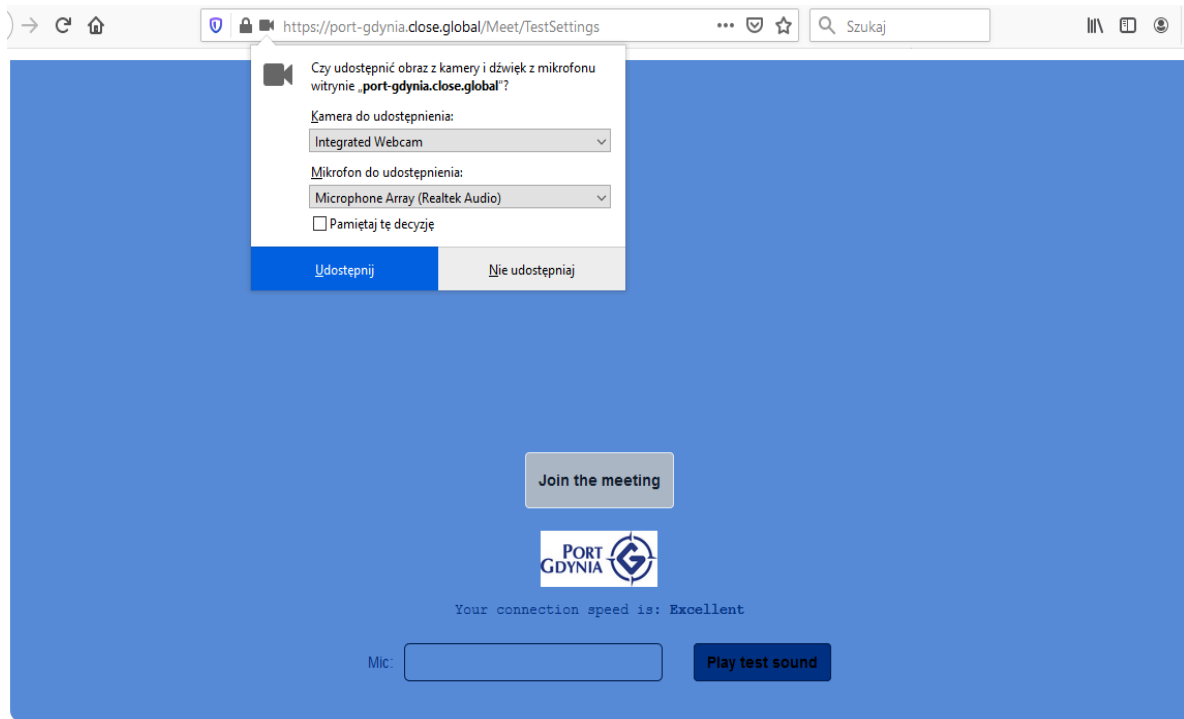 https://port-gdynia.close.global/Meet/TestSettings
Szukaj
Czy udostępnić obraz z kamery i dźwięk z mikrofonu
witrynie „port-gdynia.close.global”?
Kamera do udostępnienia:
Integrated Webcam
Mikrofon do udostępnienia:
Microphone Array (Realtek Audio)
Pamiętaj tę decyzję
Udostępnij
Nie udostępniaj
Join the meeting
PORT
GDYNIA
Your connection speed is: Excellent
Mic:
Play test sound